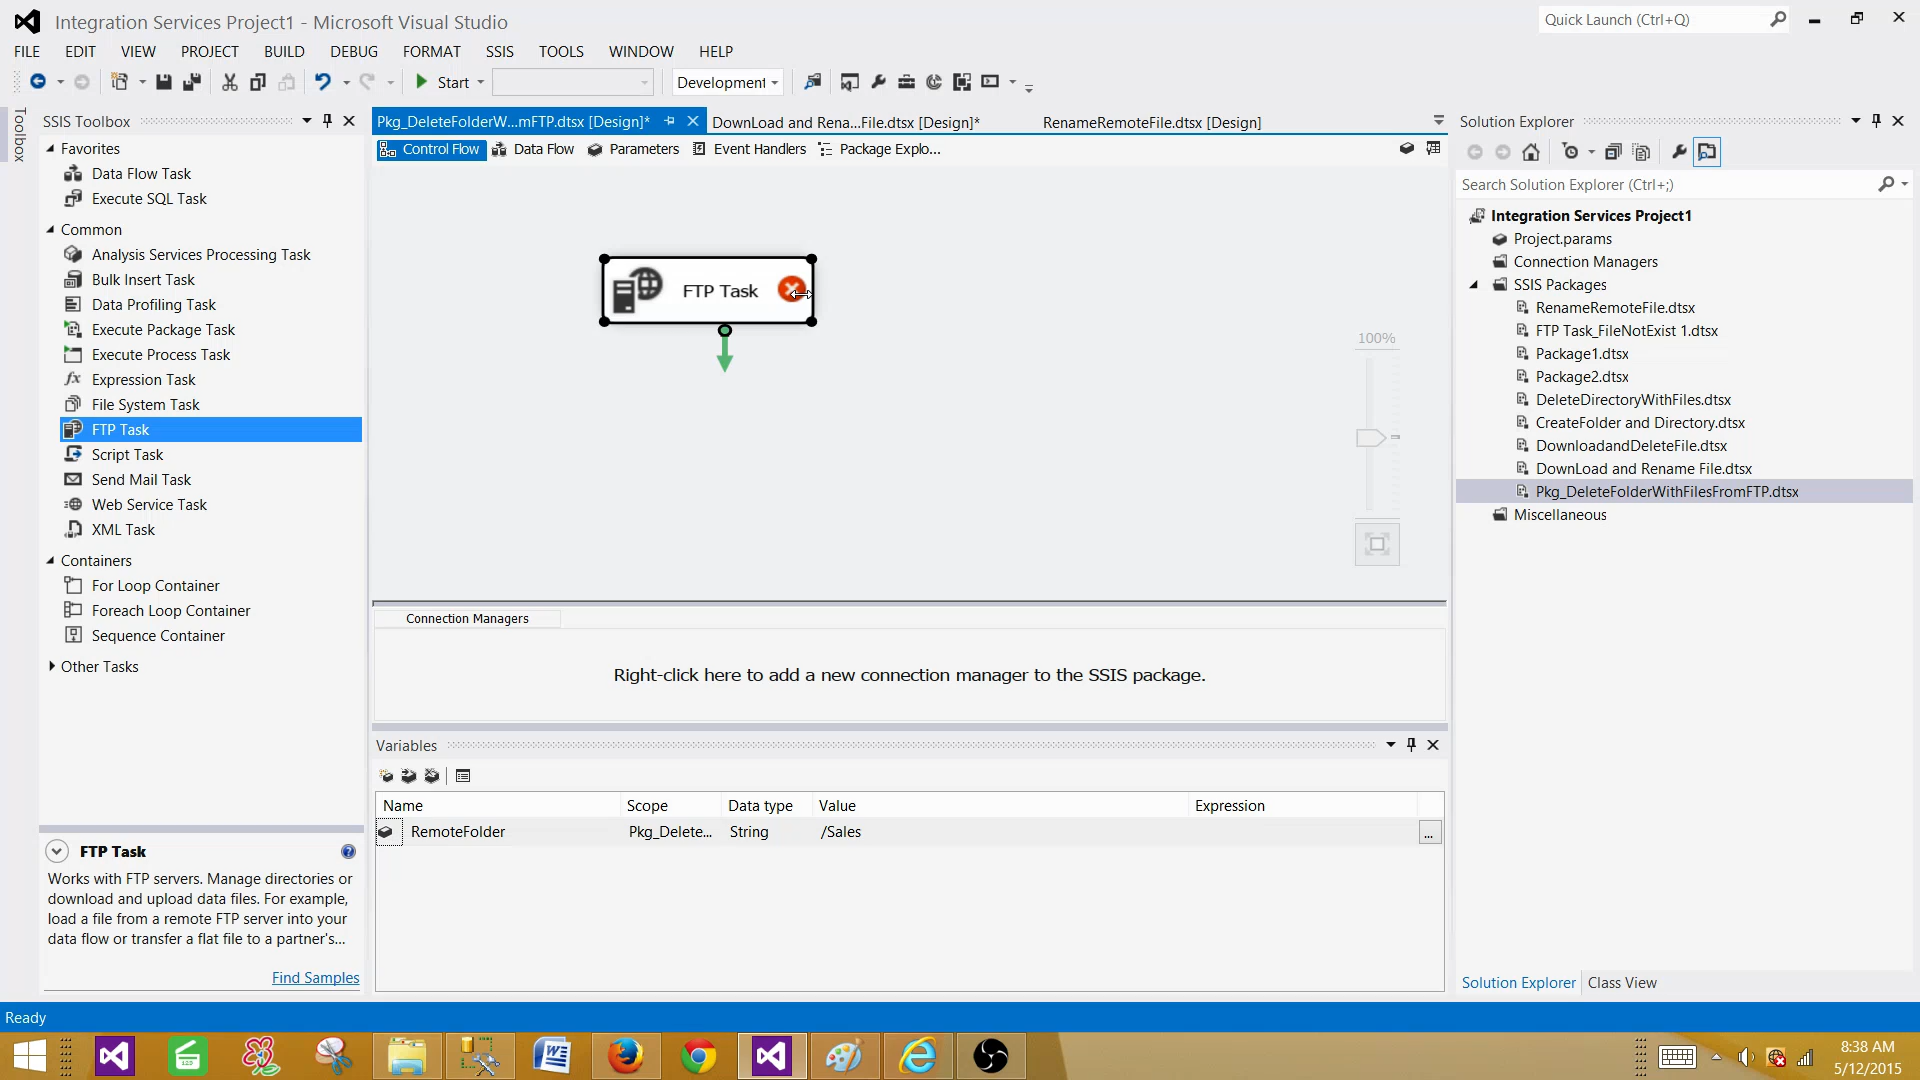 Integration Services Project1 - Microsoft Visual Studio
Quick Launch (Ctrl+Q)
FILE EDIT VIEW PROJECT BUILD DEBUG FORMAT SSIS TOOLS WINDOW HELP
Start
Development
Toolbox
SSIS Toolbox
Favorites
Data Flow Task
Execute SQL Task
Common
Analysis Services Processing Task
Bulk Insert Task
Data Profiling Task
Execute Package Task
Execute Process Task
Expression Task
File System Task
FTP Task
Script Task
Send Mail Task
Web Service Task
XML Task
Containers
For Loop Container
Foreach Loop Container
Sequence Container
Other Tasks
FTP Task
Works with FTP servers. Manage directories or
download and upload data files. For example,
load a file from a remote FTP server into your
data flow or transfer a flat file to a partner's...
Find Samples
Pkg_DeleteFolderW...mFTP.dtsx [Design]* DownLoad and Rena...File.dtsx [Design]* RenameRemoteFile.dtsx [Design]
Control Flow Data Flow Parameters Event Handlers Package Explo...
FTP Task
100%
Connection Managers
Right-click here to add a new connection manager to the SSIS package.
Variables
Name Scope Data type Value Expression
RemoteFolder Pkg_Delete... String /Sales ...
Solution Explorer
Search Solution Explorer (Ctrl+;)
Integration Services Project1
Project.params
Connection Managers
SSIS Packages
RenameRemoteFile.dtsx
FTP Task_FileNotExist 1.dtsx
Package1.dtsx
Package2.dtsx
DeleteDirectoryWithFiles.dtsx
CreateFolder and Directory.dtsx
DownloadandDeleteFile.dtsx
DownLoad and Rename File.dtsx
Pkg_DeleteFolderWithFilesFromFTP.dtsx
Miscellaneous
Solution Explorer Class View
Ready
8:38 AM
5/12/2015